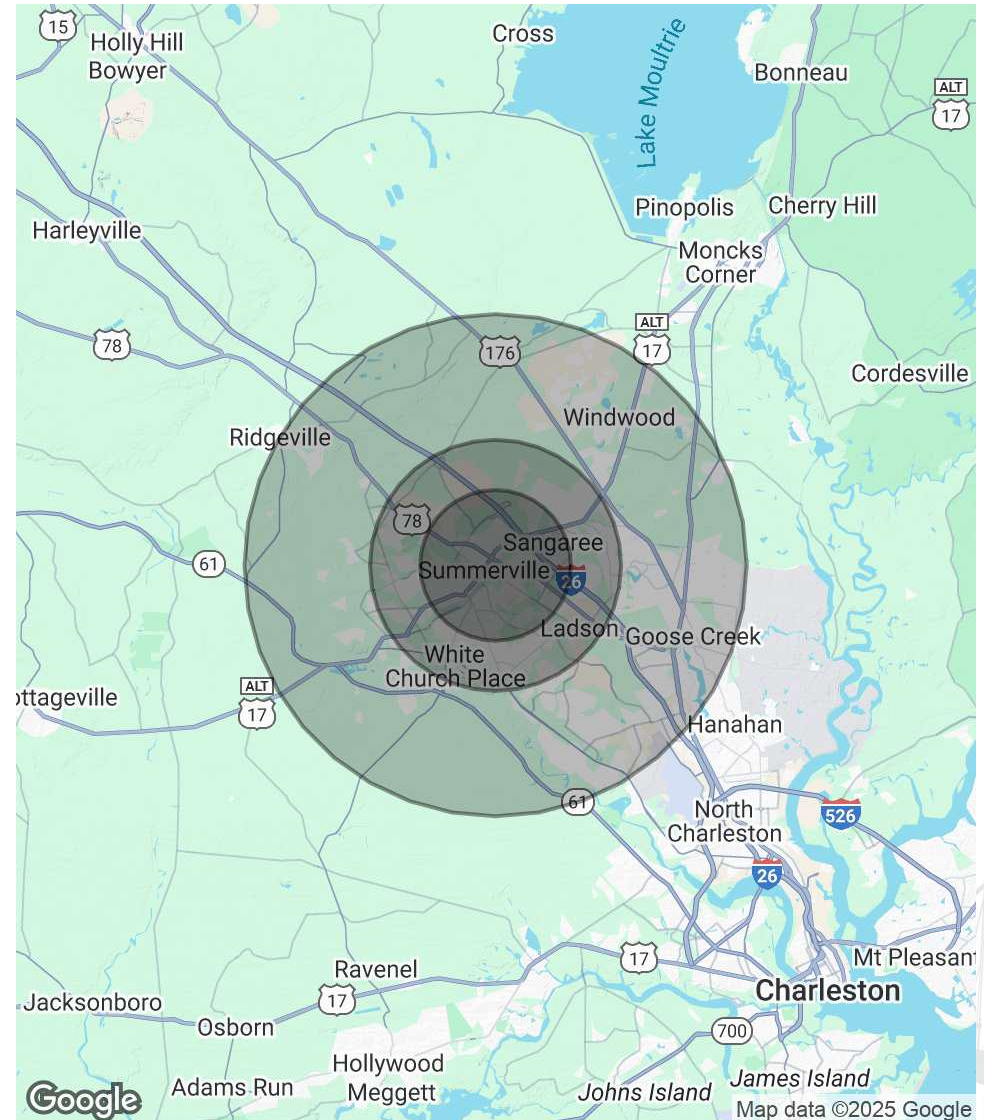 15
Holly Hill
Bowyer
Cross
Lake Moultrie
Bonneau
ALT
17
Harleyville
Pinopolis
Cherry Hill
Moncks
Corner
78
176
ALT
17
Cordesville
Windwood
Ridgeville
78
Sangaree
61
Summerville
26
Ladson
Goose Creek
White
Church Place
ottageville
ALT
17
Hanahan
61
North
Charleston
526
26
17
Mt Pleasant
Ravenel
17
Charleston
Jacksonboro
Osborn
700
Hollywood
Meggett
Adams Run
Johns Island
James Island
Google
Map data ©2025 Google